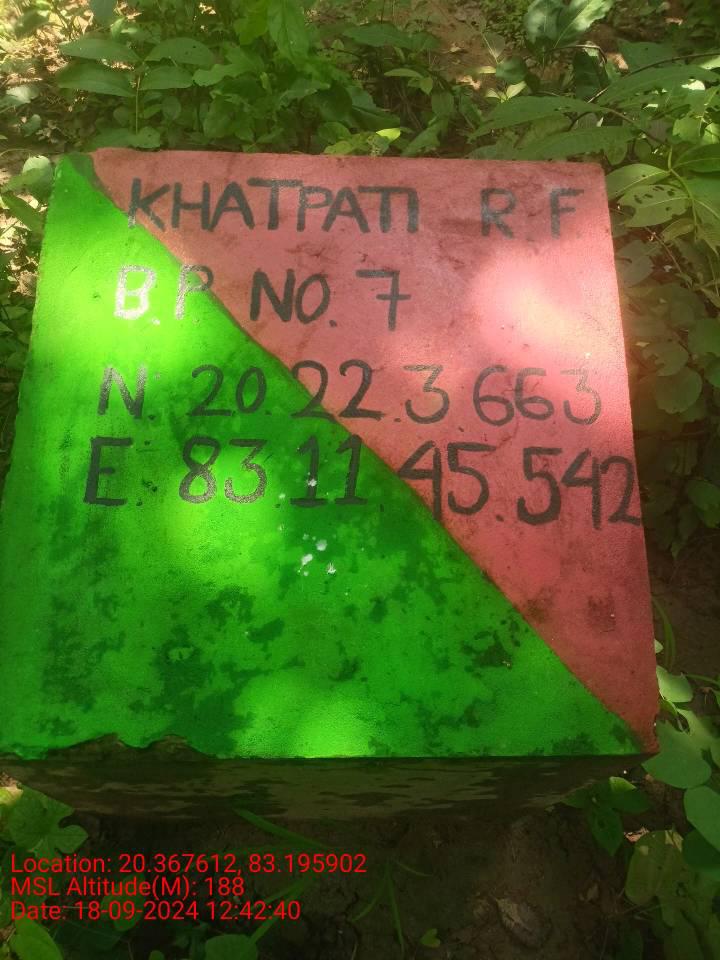 KHATPATI R F.
B.P. NO. 7
N: 20.22.3.663
E: 83.11.45.542
Location: 20.367612, 83.195902
MSL Altitude(M): 188
Date: 18-09-2024 12:42:40